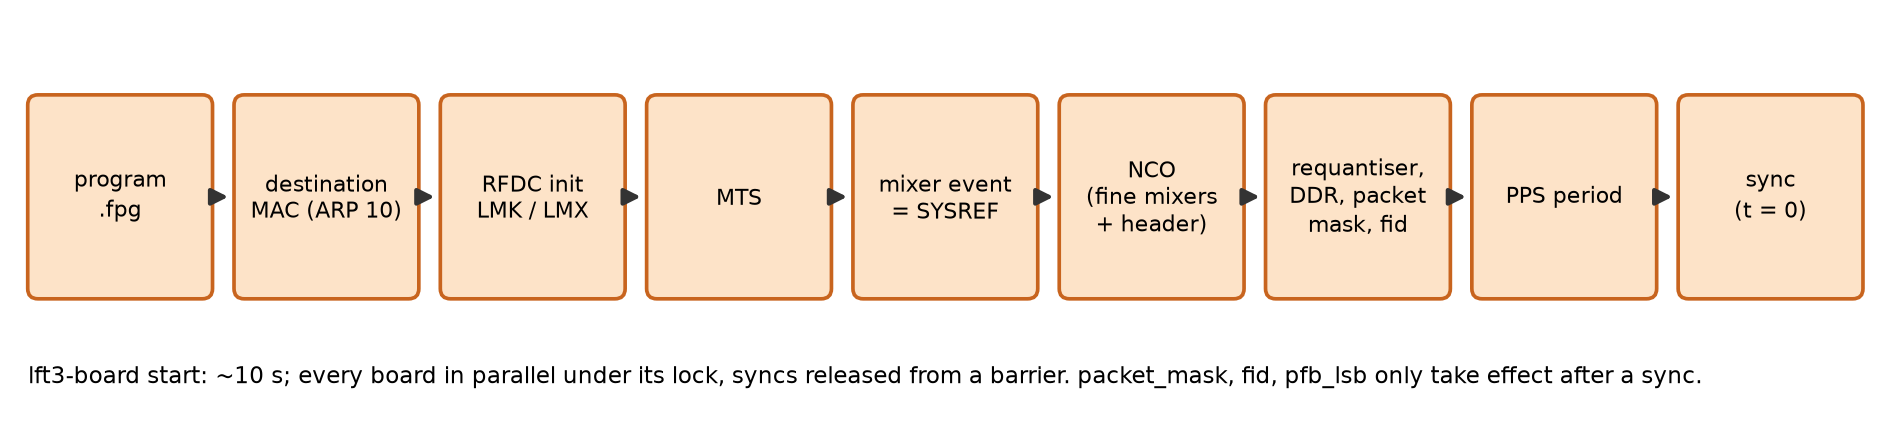 program
.fpg
destination
MAC (ARP 10)
RFDC init
LMK / LMX
MTS
mixer event
= SYSREF
NCO
(fine mixers
+ header)
requantiser,
DDR, packet
mask, fid
PPS period
sync
(t = 0)
lft3-board start: ~10 s; every board in parallel under its lock, syncs released from a barrier. packet_mask, fid, pfb_lsb only take effect after a sync.